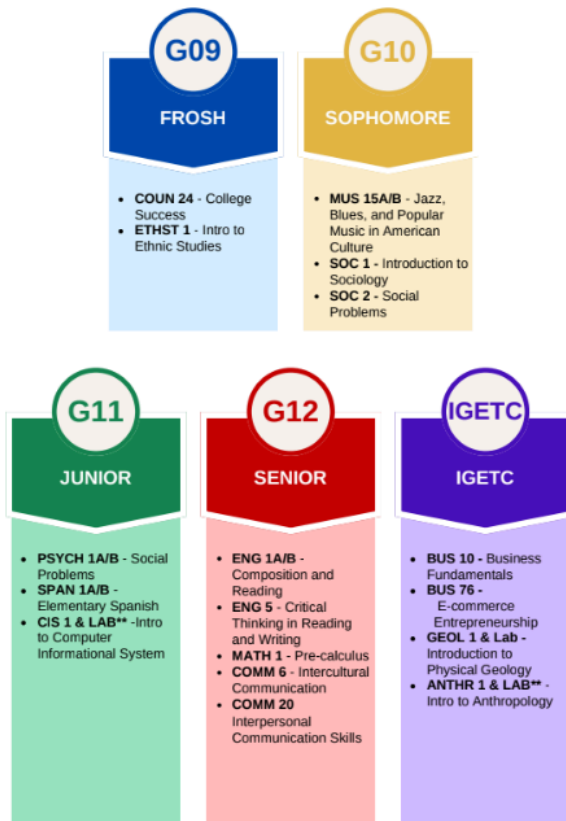 G09
FROSH
• COUN 24 - College
Success
• ETHST 1 - Intro to
Ethnic Studies
G10
SOPHOMORE
• MUS 15A/B - Jazz,
Blues, and Popular
Music in American
Culture
• SOC 1 - Introduction to
Sociology
• SOC 2 - Social
Problems
G11
JUNIOR
• PSYCH 1A/B - Social
Problems
• SPAN 1A/B -
Elementary Spanish
• CIS 1 & LAB** -Intro
to Computer
Informational System
G12
SENIOR
• ENG 1A/B -
Composition and
Reading
• ENG 5 - Critical
Thinking in Reading
and Writing
• MATH 1 - Pre-calculus
• COMM 6 - Intercultural
Communication
• COMM 20
Interpersonal
Communication Skills
IGETC
IGETC
• BUS 10 - Business
Fundamentals
• BUS 76 -
E-commerce
Entrepreneurship
• GEOL 1 & Lab -
Introduction to
Physical Geology
• ANTHR 1 & LAB** -
Intro to Anthropology